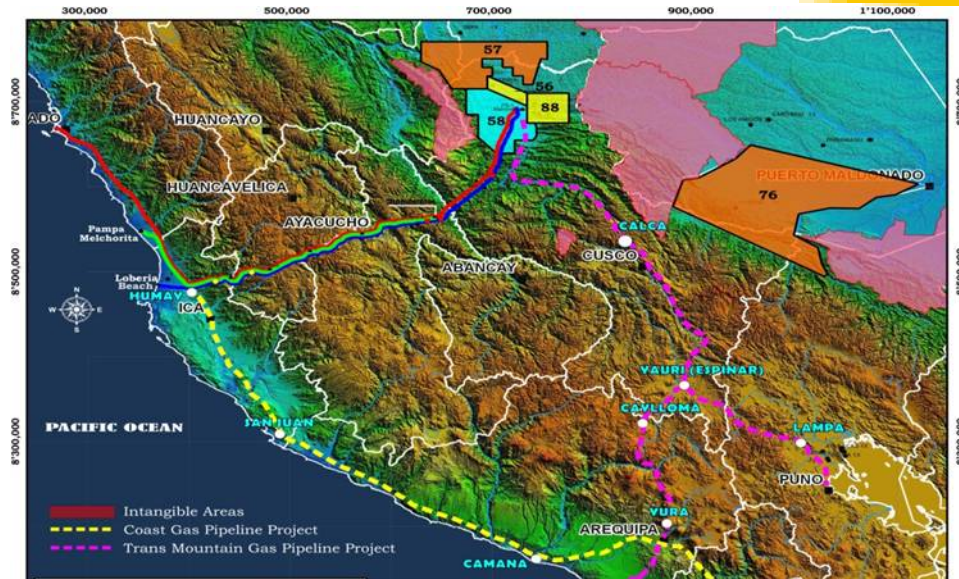 300,000 500,000 700,000 900,000 1'100,000
57
56
88
58
8'700,000
ADO
HUANCAYO
HUANCAVELICA
AYACUCHO
PUERTO MALDONADO
76
Pampa
Melchorita
CALCA
CUSCO
ABANCAY
Loberia
Beach
HUMAY
ICA
8'500,000
N
W E
S
YAURI (ESPINAR)
CAYLLOMA
SAN JUAN
LAMPA
PACIFIC OCEAN
8'300,000
PUNO
YURA
AREQUIPA
CAMANA
Intangible Areas
Coast Gas Pipeline Project
Trans Mountain Gas Pipeline Project